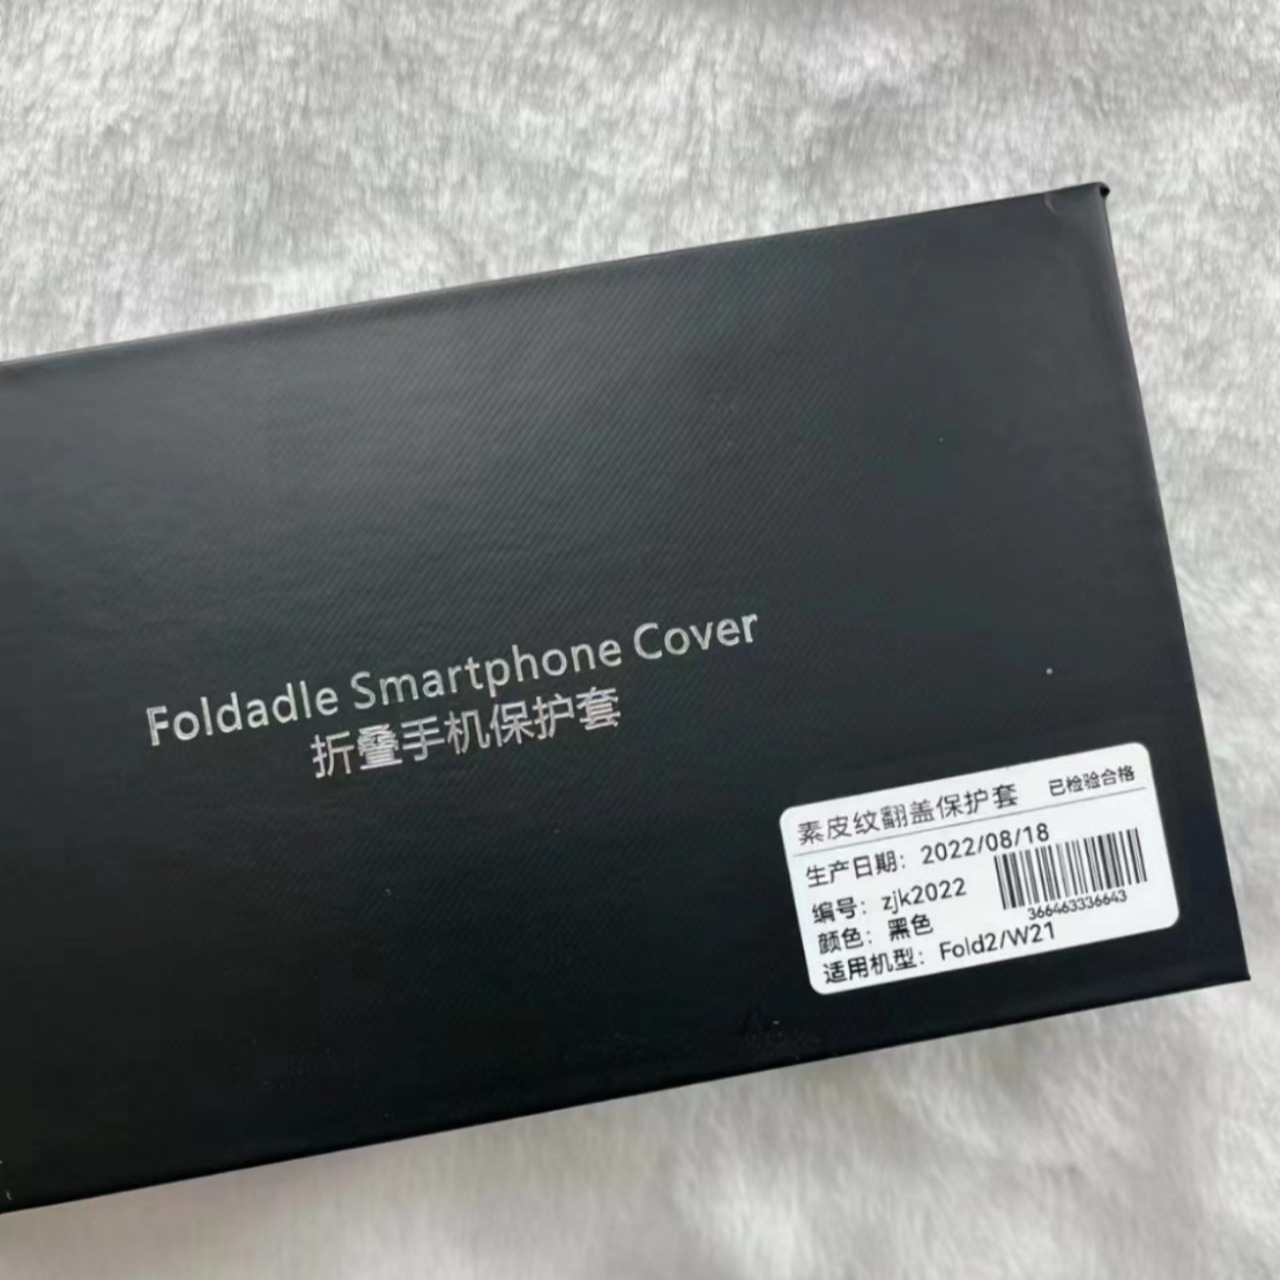 Foldadle Smartphone Cover
折叠手机保护套
素皮纹翻盖保护套 已检验合格
生产日期：2022/08/18
编号：zjk2022
366463336643
颜色：黑色
适用机型：Fold2/W21